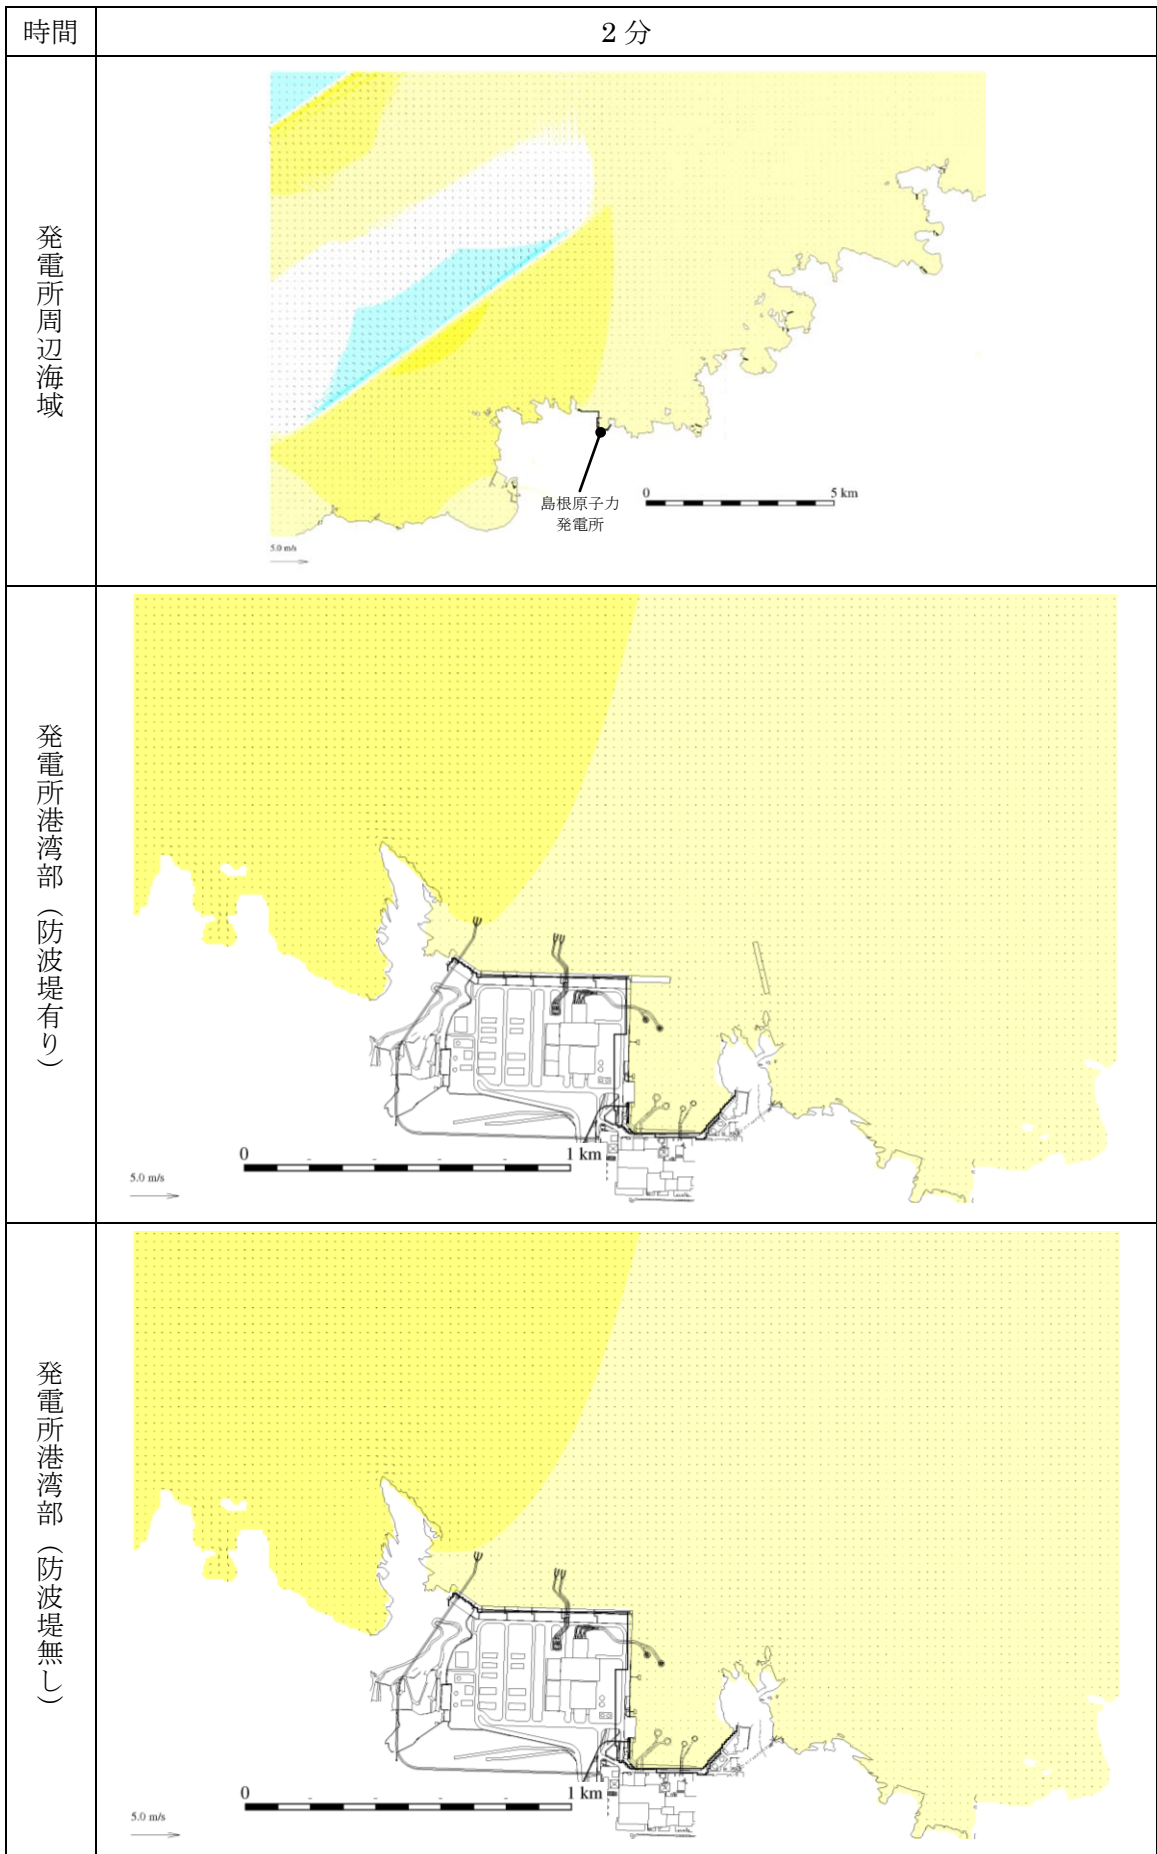 時間
2 分
発電所周辺海域
島根原子力
発電所
0
5 km
5.0 m/s
発電所港湾部（防波堤有り）
0
1 km
5.0 m/s
発電所港湾部（防波堤無し）
0
1 km
5.0 m/s